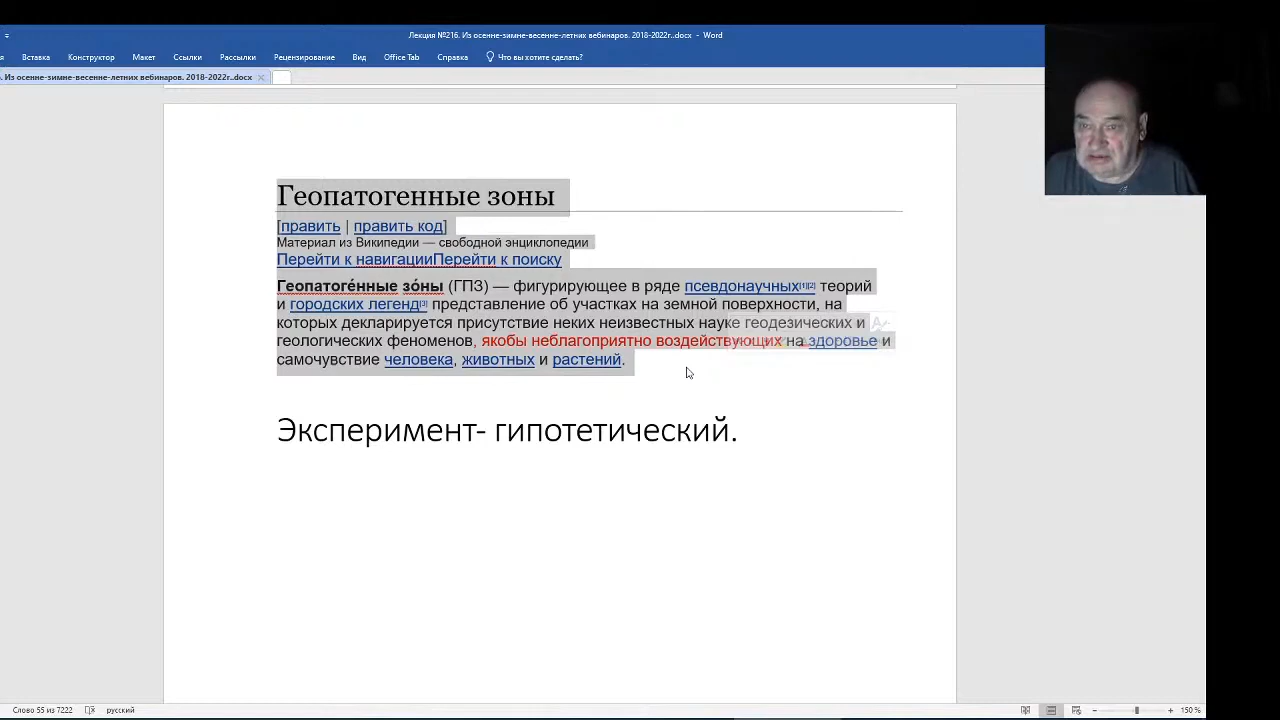 Лекция №216. Из осенне-зимне-весенне-летних вебинаров. 2018-2022г..docx - Word
Вставка Конструктор Макет Ссылки Рассылки Рецензирование Вид Office Tab Справка Что вы хотите сделать?
Из осенне-зимне-весенне-летних вебинаров. 2018-2022г..docx
Геопатогенные зоны
[править | править код]
Материал из Википедии — свободной энциклопедии
Перейти к навигацииПерейти к поиску
Геопатоге́нные зо́ны (ГПЗ) — фигурирующее в ряде псевдонаучных[1][2] теорий
и городских легенд[3] представление об участках на земной поверхности, на
которых декларируется присутствие неких неизвестных науке геодезических и
геологических феноменов, якобы неблагоприятно воздействующих на здоровье и
самочувствие человека, животных и растений.
Эксперимент- гипотетический.
Слово 55 из 7222 русский 150 %